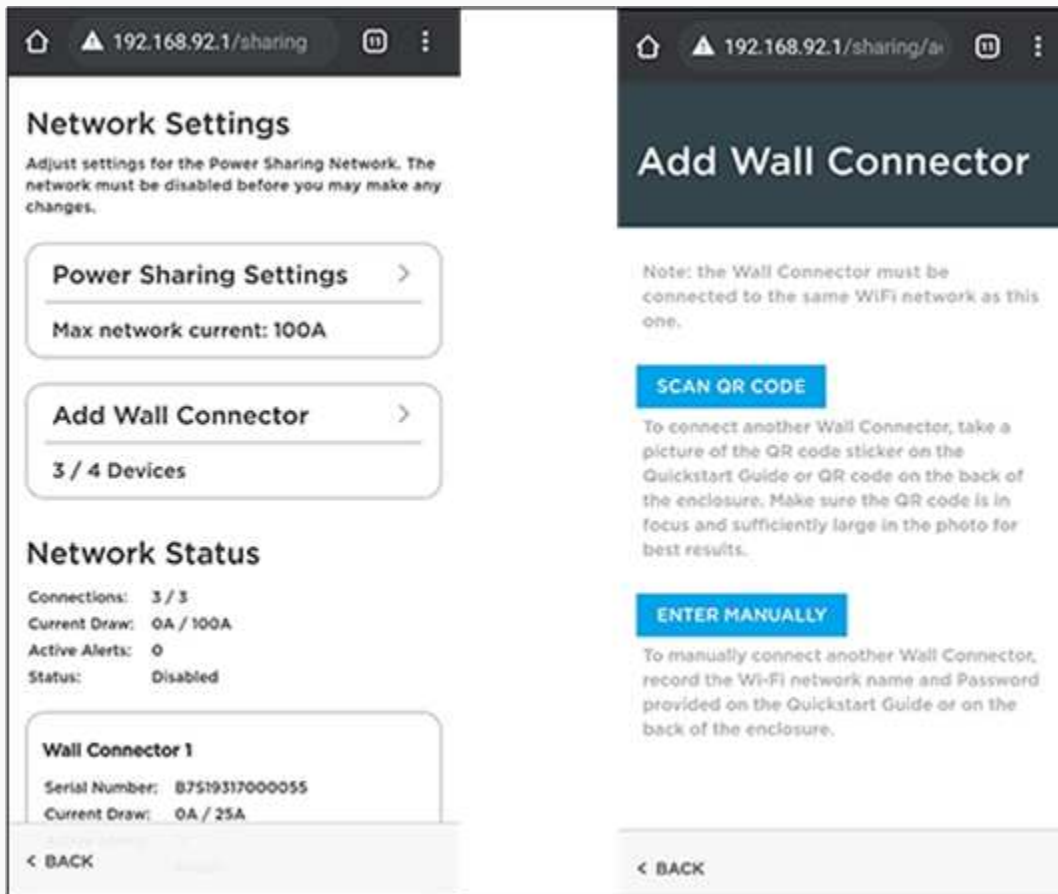 192.168.92.1/sharing
11
Network Settings
Adjust settings for the Power Sharing Network. The
network must be disabled before you may make any
changes.
Power Sharing Settings
Max network current: 100A
Add Wall Connector
3 / 4 Devices
Network Status
Connections: 3 / 3
Current Draw: 0A / 100A
Active Alerts: 0
Status: Disabled
Wall Connector 1
Serial Number: B7S19317000055
Current Draw: 0A / 25A
< BACK
192.168.92.1/sharing/a
11
Add Wall Connector
Note: the Wall Connector must be
connected to the same WiFi network as this
one.
SCAN QR CODE
To connect another Wall Connector, take a
picture of the QR code sticker on the
Quickstart Guide or QR code on the back of
the enclosure. Make sure the QR code is in
focus and sufficiently large in the photo for
best results.
ENTER MANUALLY
To manually connect another Wall Connector,
record the Wi-Fi network name and Password
provided on the Quickstart Guide or on the
back of the enclosure.
< BACK